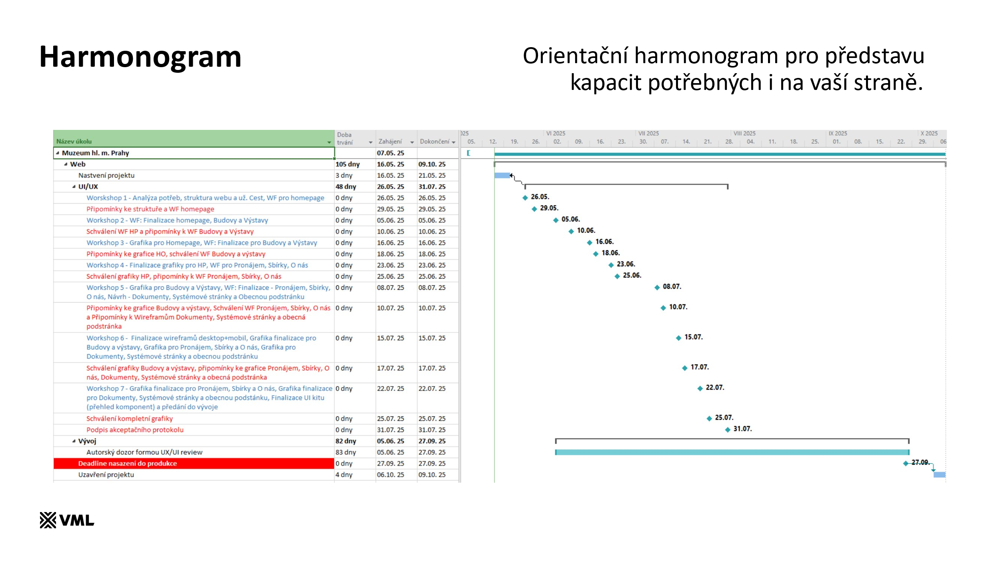 Harmonogram
Orientační harmonogram pro představu
kapacit potřebných i na vaší straně.
Název úkolu Doba trvání Zahájení Dokončení
025 VI 2025 VII 2025 VIII 2025 IX 2025 X 2025
05. 12. 19. 26. 02. 09. 16. 23. 30. 07. 14. 21. 28. 04. 11. 18. 25. 01. 08. 15. 22. 29. 06
Muzeum hl. m. Prahy 07.05. 25
Web 105 dny 16.05. 25 09.10. 25
Nastvení projektu 3 dny 16.05. 25 21.05. 25
UI/UX 48 dny 26.05. 25 31.07. 25
Worskshop 1 - Analýza potřeb, struktura webu a už. Cest, WF pro homepage 0 dny 26.05. 25 26.05. 25 26.05.
Připomínky ke struktuře a WF homepage 0 dny 29.05. 25 29.05. 25 29.05.
Workshop 2 - WF: Finalizace homepage, Budovy a Výstavy 0 dny 05.06. 25 05.06. 25 05.06.
Schválení WF HP a připomínky k WF Budovy a Výstavy 0 dny 10.06. 25 10.06. 25 10.06.
Workshop 3 - Grafika pro Homepage, WF: Finalizace pro Budovy a Výstavy 0 dny 16.06. 25 16.06. 25 16.06.
Připomínky ke grafice HO, schválení WF Budovy a výstavy 0 dny 18.06. 25 18.06. 25 18.06.
Workshop 4 - Finalizace grafiky pro HP, WF pro Pronájem, Sbírky, O nás 0 dny 23.06. 25 23.06. 25 23.06.
Schválení grafiky HP, připomínky k WF Pronájem, Sbírky, O nás 0 dny 25.06. 25 25.06. 25 25.06.
Workshop 5 - Grafika pro Budovy a Výstavy, WF: Finalizace - Pronájem, Sbirky, 0 dny 08.07. 25 08.07. 25 08.07.
O nás, Návrh - Dokumenty, Systémové stránky a Obecnou podstránku
Připomínky ke grafice Budovy a výstavy, Schválení WF Pronájem, Sbírky, O nás 0 dny 10.07. 25 10.07. 25 10.07.
a Připomínky k Wireframům Dokumenty, Systémové stránky a obecná
podstránka
Workshop 6 -  Finalizace wireframů desktop+mobil, Grafika finalizace pro 0 dny 15.07. 25 15.07. 25 15.07.
Budovy a výstavy, Grafika pro Pronájem, Sbírky a O nás, Grafika pro
Dokumenty, Systémové stránky a obecnou podstránku
Schválení grafiky Budovy a výstavy, připomínky ke grafice Pronájem, Sbírky, O 0 dny 17.07. 25 17.07. 25 17.07.
nás, Dokumenty, Systémové stránky a obecná podstránka
Workshop 7 - Grafika finalizace pro Pronájem, Sbírky a O nás, Grafika finalizace 0 dny 22.07. 25 22.07. 25 22.07.
pro Dokumenty, Systémové stránky a obecnou podstánku, Finalizace UI kitu
(přehled komponent) a předání do vývoje
Schválení kompletní grafiky 0 dny 25.07. 25 25.07. 25 25.07.
Podpis akceptačního protokolu 0 dny 31.07. 25 31.07. 25 31.07.
Vývoj 82 dny 05.06. 25 27.09. 25
Autorský dozor formou UX/UI review 83 dny 05.06. 25 27.09. 25
Deadline nasazení do produkce 0 dny 27.09. 25 27.09. 25 27.09.
Uzavření projektu 4 dny 06.10. 25 09.10. 25
VML